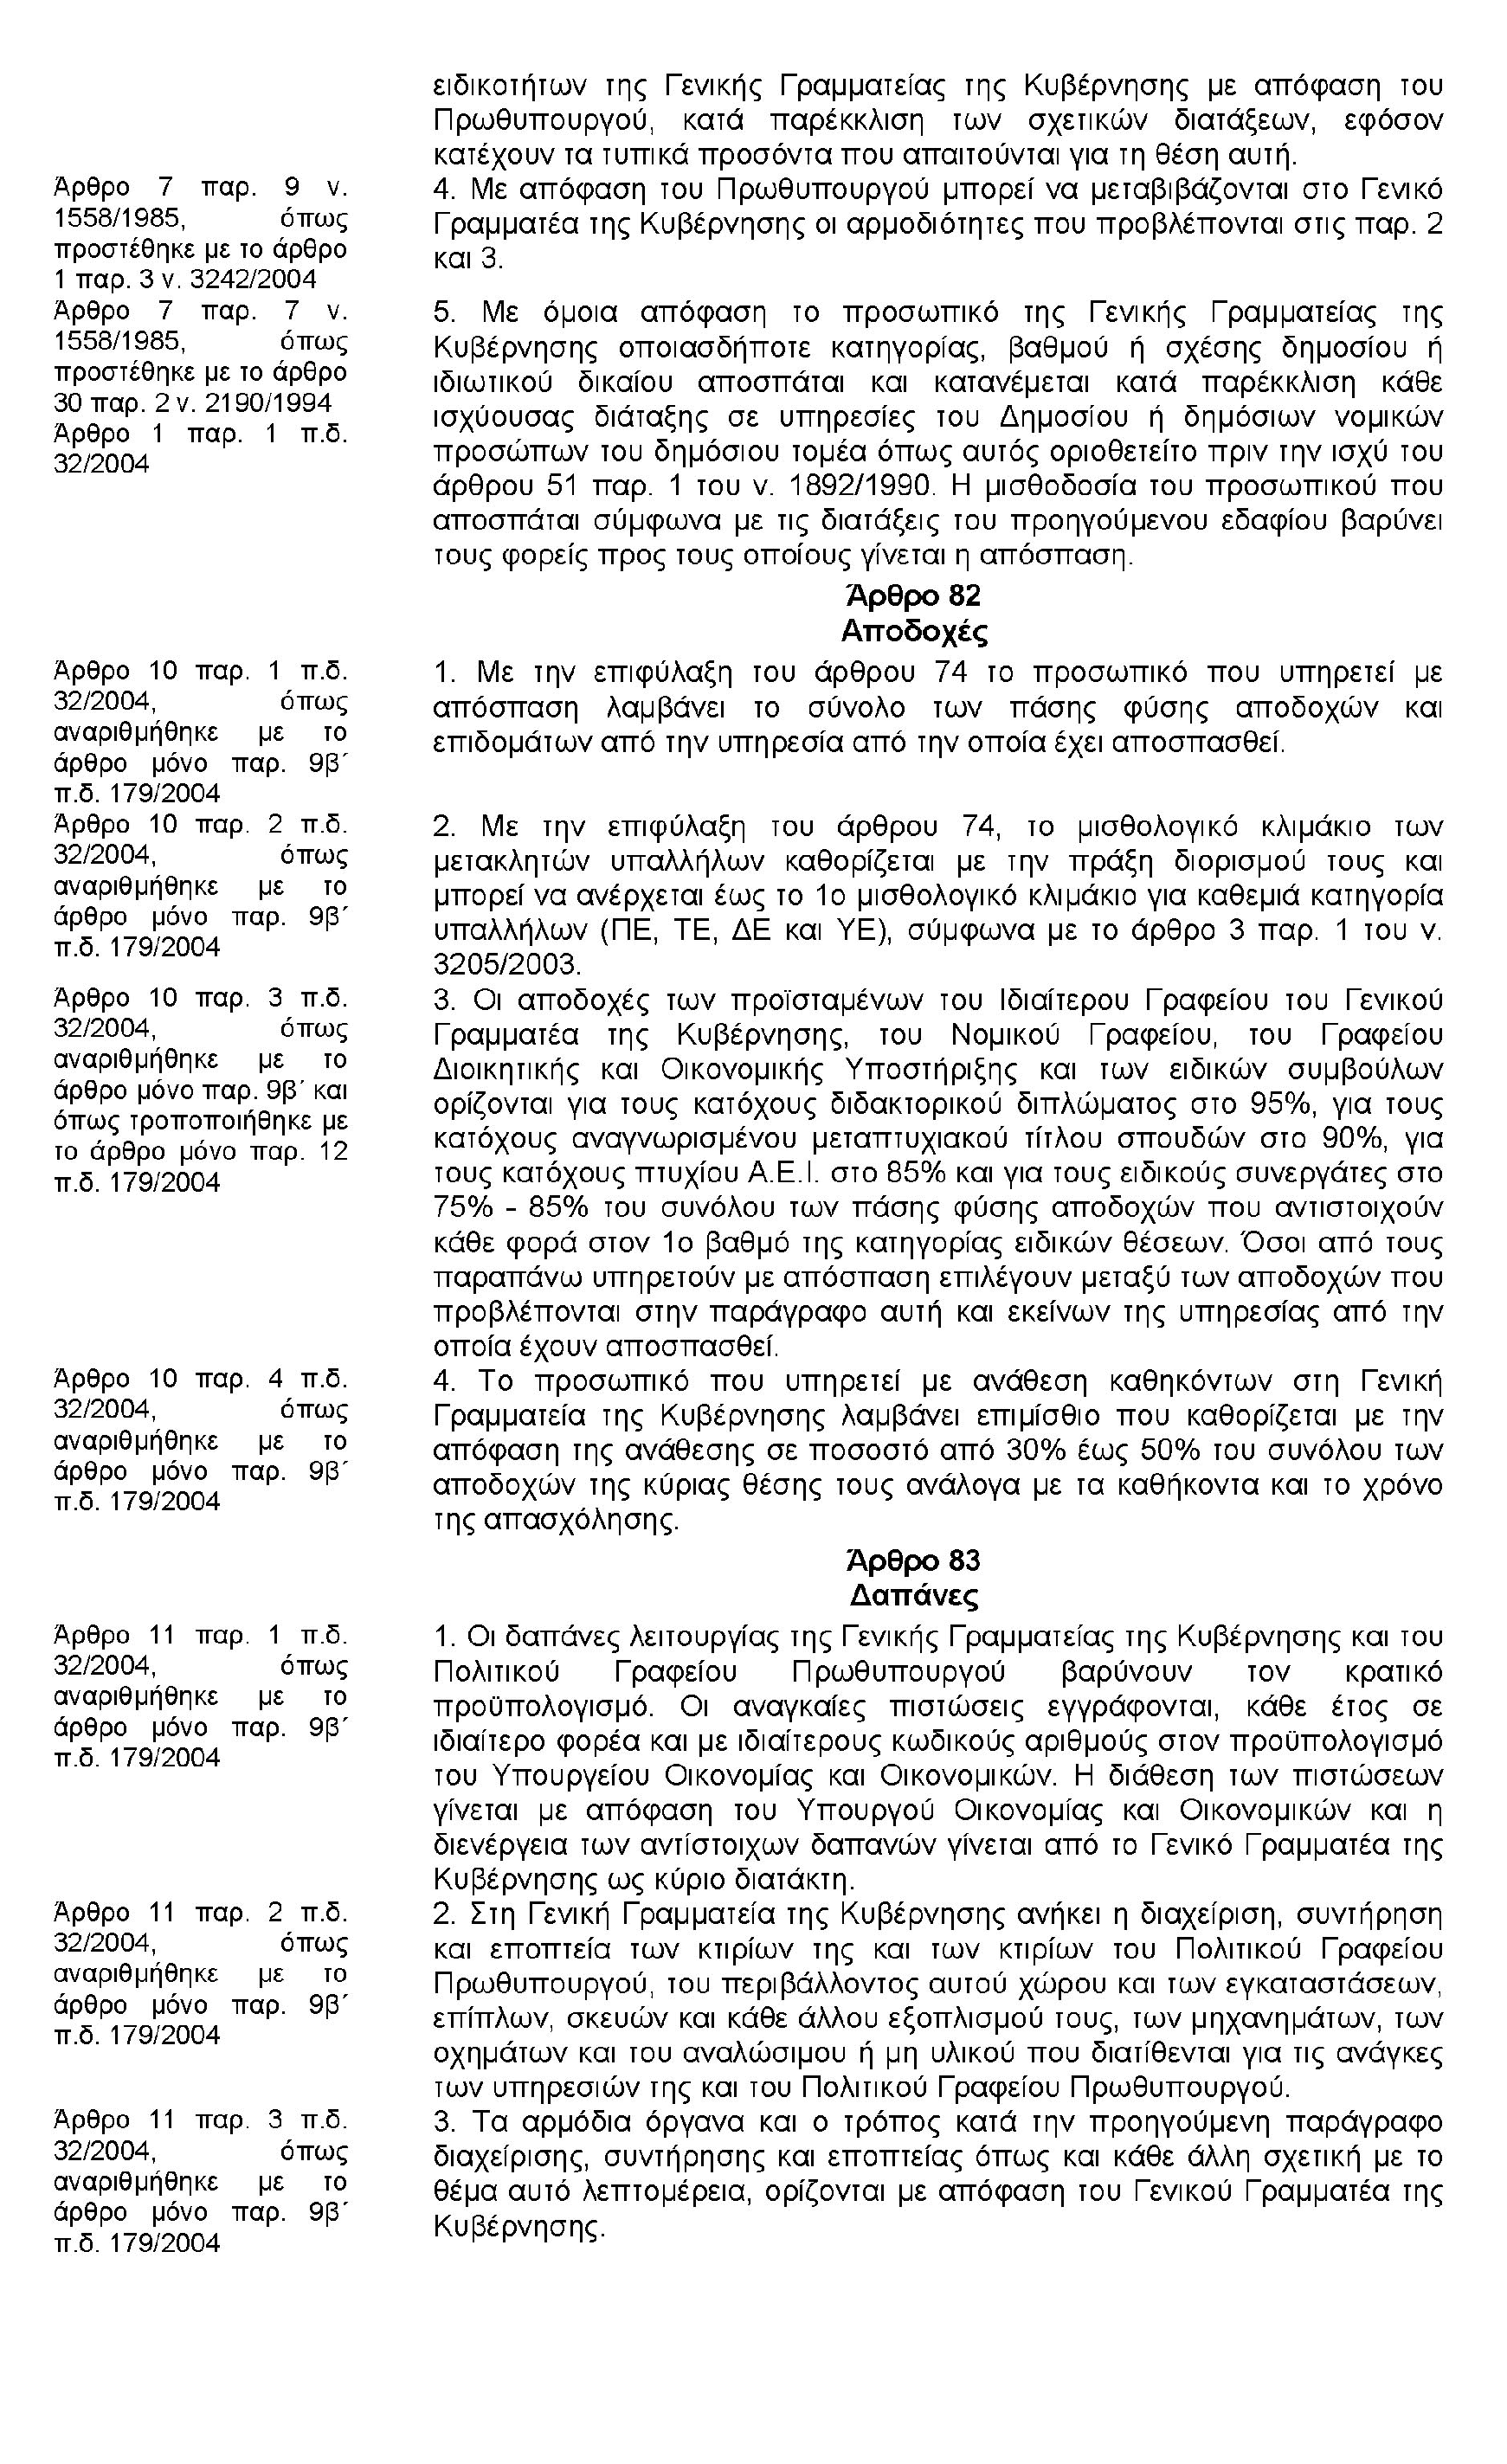 ειδικοτήτων της Γενικής Γραμματείας της Κυβέρνησης με απόφαση του
Πρωθυπουργού, κατά παρέκκλιση των σχετικών διατάξεων, εφόσον
κατέχουν τα τυπικά προσόντα που απαιτούνται για τη θέση αυτή.
Άρθρο 7 παρ. 9 ν.
1558/1985, όπως
προστέθηκε με το άρθρο
1 παρ. 3 ν. 3242/2004
4. Με απόφαση του Πρωθυπουργού μπορεί να μεταβιβάζονται στο Γενικό
Γραμματέα της Κυβέρνησης οι αρμοδιότητες που προβλέπονται στις παρ. 2
και 3.
Άρθρο 7 παρ. 7 ν.
1558/1985, όπως
προστέθηκε με το άρθρο
30 παρ. 2 ν. 2190/1994
Άρθρο 1 παρ. 1 π.δ.
32/2004
5. Με όμοια απόφαση το προσωπικό της Γενικής Γραμματείας της
Κυβέρνησης οποιασδήποτε κατηγορίας, βαθμού ή σχέσης δημοσίου ή
ιδιωτικού δικαίου αποσπάται και κατανέμεται κατά παρέκκλιση κάθε
ισχύουσας διάταξης σε υπηρεσίες του Δημοσίου ή δημόσιων νομικών
προσώπων του δημόσιου τομέα όπως αυτός οριοθετείτο πριν την ισχύ του
άρθρου 51 παρ. 1 του ν. 1892/1990. Η μισθοδοσία του προσωπικού που
αποσπάται σύμφωνα με τις διατάξεις του προηγούμενου εδαφίου βαρύνει
τους φορείς προς τους οποίους γίνεται η απόσπαση.
Άρθρο 82
Αποδοχές
Άρθρο 10 παρ. 1 π.δ.
32/2004, όπως
αναριθμήθηκε με το
άρθρο μόνο παρ. 9β΄
π.δ. 179/2004
1. Με την επιφύλαξη του άρθρου 74 το προσωπικό που υπηρετεί με
απόσπαση λαμβάνει το σύνολο των πάσης φύσης αποδοχών και
επιδομάτων από την υπηρεσία από την οποία έχει αποσπασθεί.
Άρθρο 10 παρ. 2 π.δ.
32/2004, όπως
αναριθμήθηκε με το
άρθρο μόνο παρ. 9β΄
π.δ. 179/2004
2. Με την επιφύλαξη του άρθρου 74, το μισθολογικό κλιμάκιο των
μετακλητών υπαλλήλων καθορίζεται με την πράξη διορισμού τους και
μπορεί να ανέρχεται έως το 1ο μισθολογικό κλιμάκιο για καθεμιά κατηγορία
υπαλλήλων (ΠΕ, ΤΕ, ΔΕ και ΥΕ), σύμφωνα με το άρθρο 3 παρ. 1 του ν.
3205/2003.
Άρθρο 10 παρ. 3 π.δ.
32/2004, όπως
αναριθμήθηκε με το
άρθρο μόνο παρ. 9β΄ και
όπως τροποποιήθηκε με
το άρθρο μόνο παρ. 12
π.δ. 179/2004
3. Οι αποδοχές των προϊσταμένων του Ιδιαίτερου Γραφείου του Γενικού
Γραμματέα της Κυβέρνησης, του Νομικού Γραφείου, του Γραφείου
Διοικητικής και Οικονομικής Υποστήριξης και των ειδικών συμβούλων
ορίζονται για τους κατόχους διδακτορικού διπλώματος στο 95%, για τους
κατόχους αναγνωρισμένου μεταπτυχιακού τίτλου σπουδών στο 90%, για
τους κατόχους πτυχίου Α.Ε.Ι. στο 85% και για τους ειδικούς συνεργάτες στο
75% - 85% του συνόλου των πάσης φύσης αποδοχών που αντιστοιχούν
κάθε φορά στον 1ο βαθμό της κατηγορίας ειδικών θέσεων. Όσοι από τους
παραπάνω υπηρετούν με απόσπαση επιλέγουν μεταξύ των αποδοχών που
προβλέπονται στην παράγραφο αυτή και εκείνων της υπηρεσίας από την
οποία έχουν αποσπασθεί.
Άρθρο 10 παρ. 4 π.δ.
32/2004, όπως
αναριθμήθηκε με το
άρθρο μόνο παρ. 9β΄
π.δ. 179/2004
4. Το προσωπικό που υπηρετεί με ανάθεση καθηκόντων στη Γενική
Γραμματεία της Κυβέρνησης λαμβάνει επιμίσθιο που καθορίζεται με την
απόφαση της ανάθεσης σε ποσοστό από 30% έως 50% του συνόλου των
αποδοχών της κύριας θέσης τους ανάλογα με τα καθήκοντα και το χρόνο
της απασχόλησης.
Άρθρο 83
Δαπάνες
Άρθρο 11 παρ. 1 π.δ.
32/2004, όπως
αναριθμήθηκε με το
άρθρο μόνο παρ. 9β΄
π.δ. 179/2004
1. Οι δαπάνες λειτουργίας της Γενικής Γραμματείας της Κυβέρνησης και του
Πολιτικού Γραφείου Πρωθυπουργού βαρύνουν τον κρατικό
προϋπολογισμό. Οι αναγκαίες πιστώσεις εγγράφονται, κάθε έτος σε
ιδιαίτερο φορέα και με ιδιαίτερους κωδικούς αριθμούς στον προϋπολογισμό
του Υπουργείου Οικονομίας και Οικονομικών. Η διάθεση των πιστώσεων
γίνεται με απόφαση του Υπουργού Οικονομίας και Οικονομικών και η
διενέργεια των αντίστοιχων δαπανών γίνεται από το Γενικό Γραμματέα της
Κυβέρνησης ως κύριο διατάκτη.
Άρθρο 11 παρ. 2 π.δ.
32/2004, όπως
αναριθμήθηκε με το
άρθρο μόνο παρ. 9β΄
π.δ. 179/2004
2. Στη Γενική Γραμματεία της Κυβέρνησης ανήκει η διαχείριση, συντήρηση
και εποπτεία των κτιρίων της και των κτιρίων του Πολιτικού Γραφείου
Πρωθυπουργού, του περιβάλλοντος αυτού χώρου και των εγκαταστάσεων,
επίπλων, σκευών και κάθε άλλου εξοπλισμού τους, των μηχανημάτων, των
οχημάτων και του αναλώσιμου ή μη υλικού που διατίθενται για τις ανάγκες
των υπηρεσιών της και του Πολιτικού Γραφείου Πρωθυπουργού.
Άρθρο 11 παρ. 3 π.δ.
32/2004, όπως
αναριθμήθηκε με το
άρθρο μόνο παρ. 9β΄
π.δ. 179/2004
3. Τα αρμόδια όργανα και ο τρόπος κατά την προηγούμενη παράγραφο
διαχείρισης, συντήρησης και εποπτείας όπως και κάθε άλλη σχετική με το
θέμα αυτό λεπτομέρεια, ορίζονται με απόφαση του Γενικού Γραμματέα της
Κυβέρνησης.